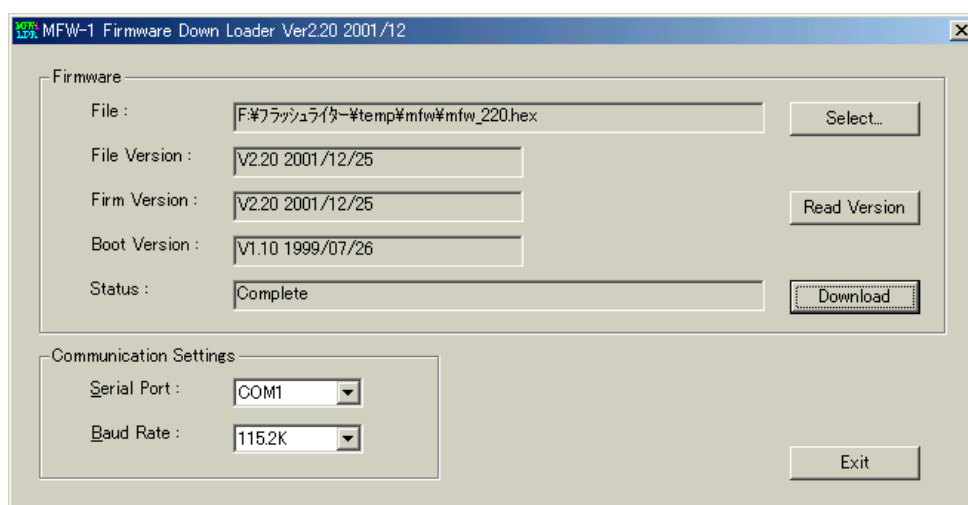 MFW-1 Firmware Down Loader Ver2.20 2001/12
Firmware
File :
F:¥フラッシュライター¥temp¥mfw¥mfw_220.hex
Select...
File Version :
V2.20 2001/12/25
Firm Version :
V2.20 2001/12/25
Read Version
Boot Version :
V1.10 1999/07/26
Status :
Complete
Download
Communication Settings
Serial Port :
COM1
Baud Rate :
115.2K
Exit